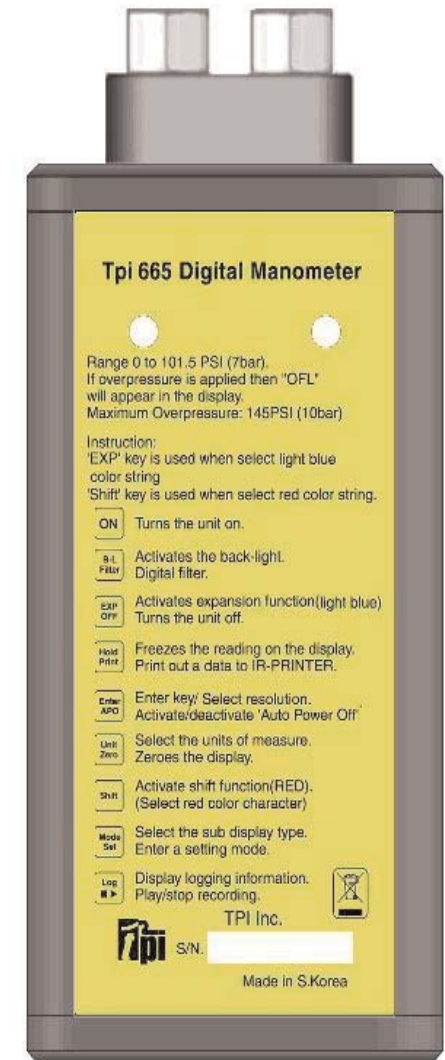 Tpi 665 Digital Manometer
Range 0 to 101.5 PSI (7bar).
If overpressure is applied then "OFL"
will appear in the display.
Maximum Overpressure: 145PSI (10bar)
Instruction:
'EXP' key is used when select light blue
color string
'Shift' key is used when select red color string.
ON Turns the unit on.
B-L Activates the back-light.
Filter Digital filter.
EXP Activates expansion function(light blue)
OFF Turns the unit off.
Hold Freezes the reading on the display.
Print Print out a data to IR-PRINTER.
Enter Enter key/ Select resolution.
APO Activate/deactivate 'Auto Power Off'
Unit Select the units of measure.
Zero Zeroes the display.
Shift Activate shift function(RED).
(Select red color character)
Mode Select the sub display type.
Set Enter a setting mode.
Log Display logging information.
■ ▶ Play/stop recording.
TPI Inc.
tpi S/N.
Made in S.Korea